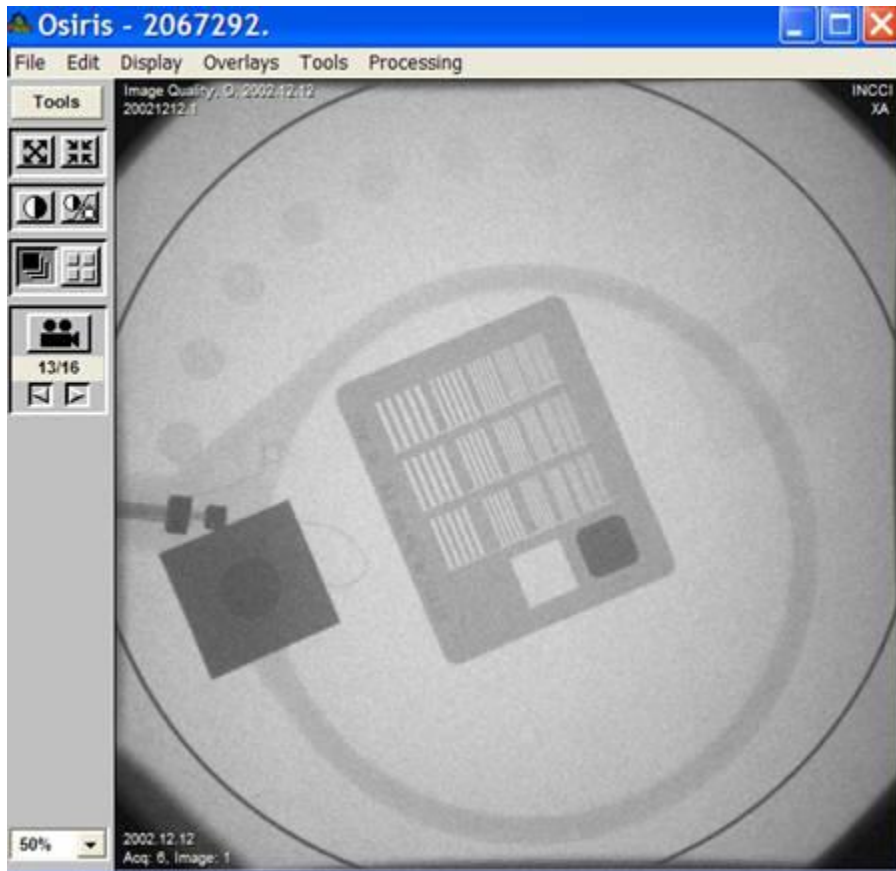 Osiris - 2067292.
File Edit Display Overlays Tools Processing
Tools
Image Quality, O, 2002.12.12
20021212.1
INCCI
XA
13/16
50%
2002.12.12
Acq: 6, Image: 1